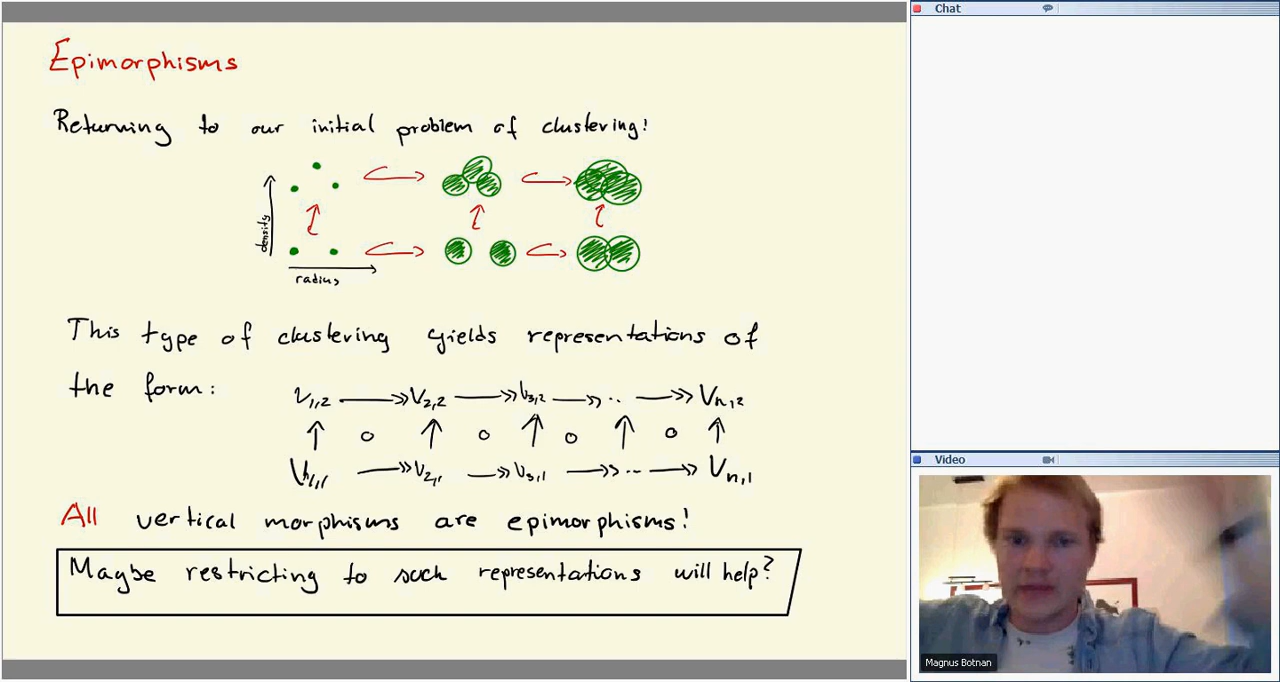 Epimorphisms
Returning to our initial problem of clustering!
density
radius
This type of clustering yields representations of
the form:
V1,2 →↠ V2,2 →↠ V3,2 →↠ ·· →↠ Vn,2
↑ o ↑ o ↑ o ↑ o ↑
V1,1 →↠ V2,1 →↠ V3,1 →↠ ··· →↠ Vn,1
All vertical morphisms are epimorphisms!
Maybe restricting to such representations will help?
Chat
Video
Magnus Botnan